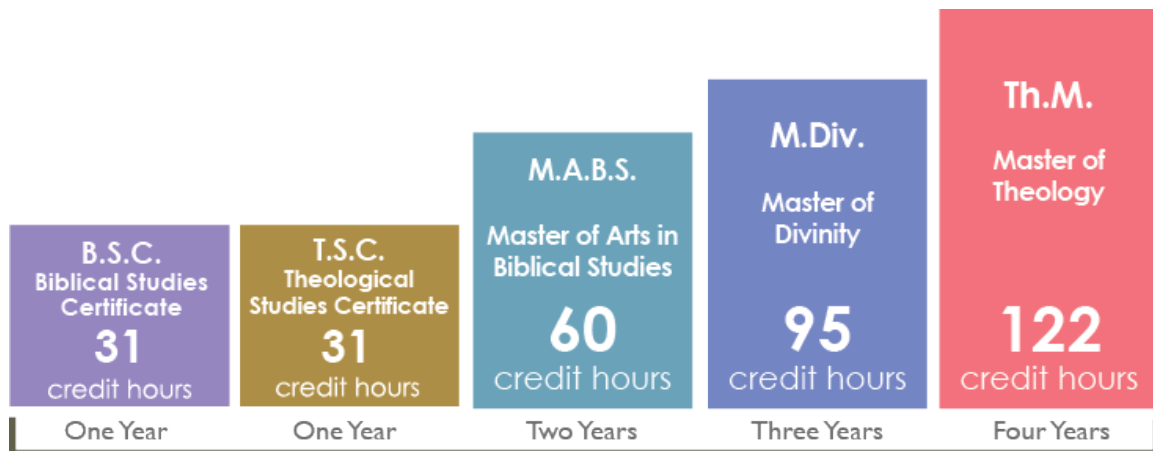 B.S.C.
Biblical Studies
Certificate
31
credit hours
One Year
T.S.C.
Theological
Studies Certificate
31
credit hours
One Year
M.A.B.S.
Master of Arts in
Biblical Studies
60
credit hours
Two Years
M.Div.
Master of
Divinity
95
credit hours
Three Years
Th.M.
Master of
Theology
122
credit hours
Four Years